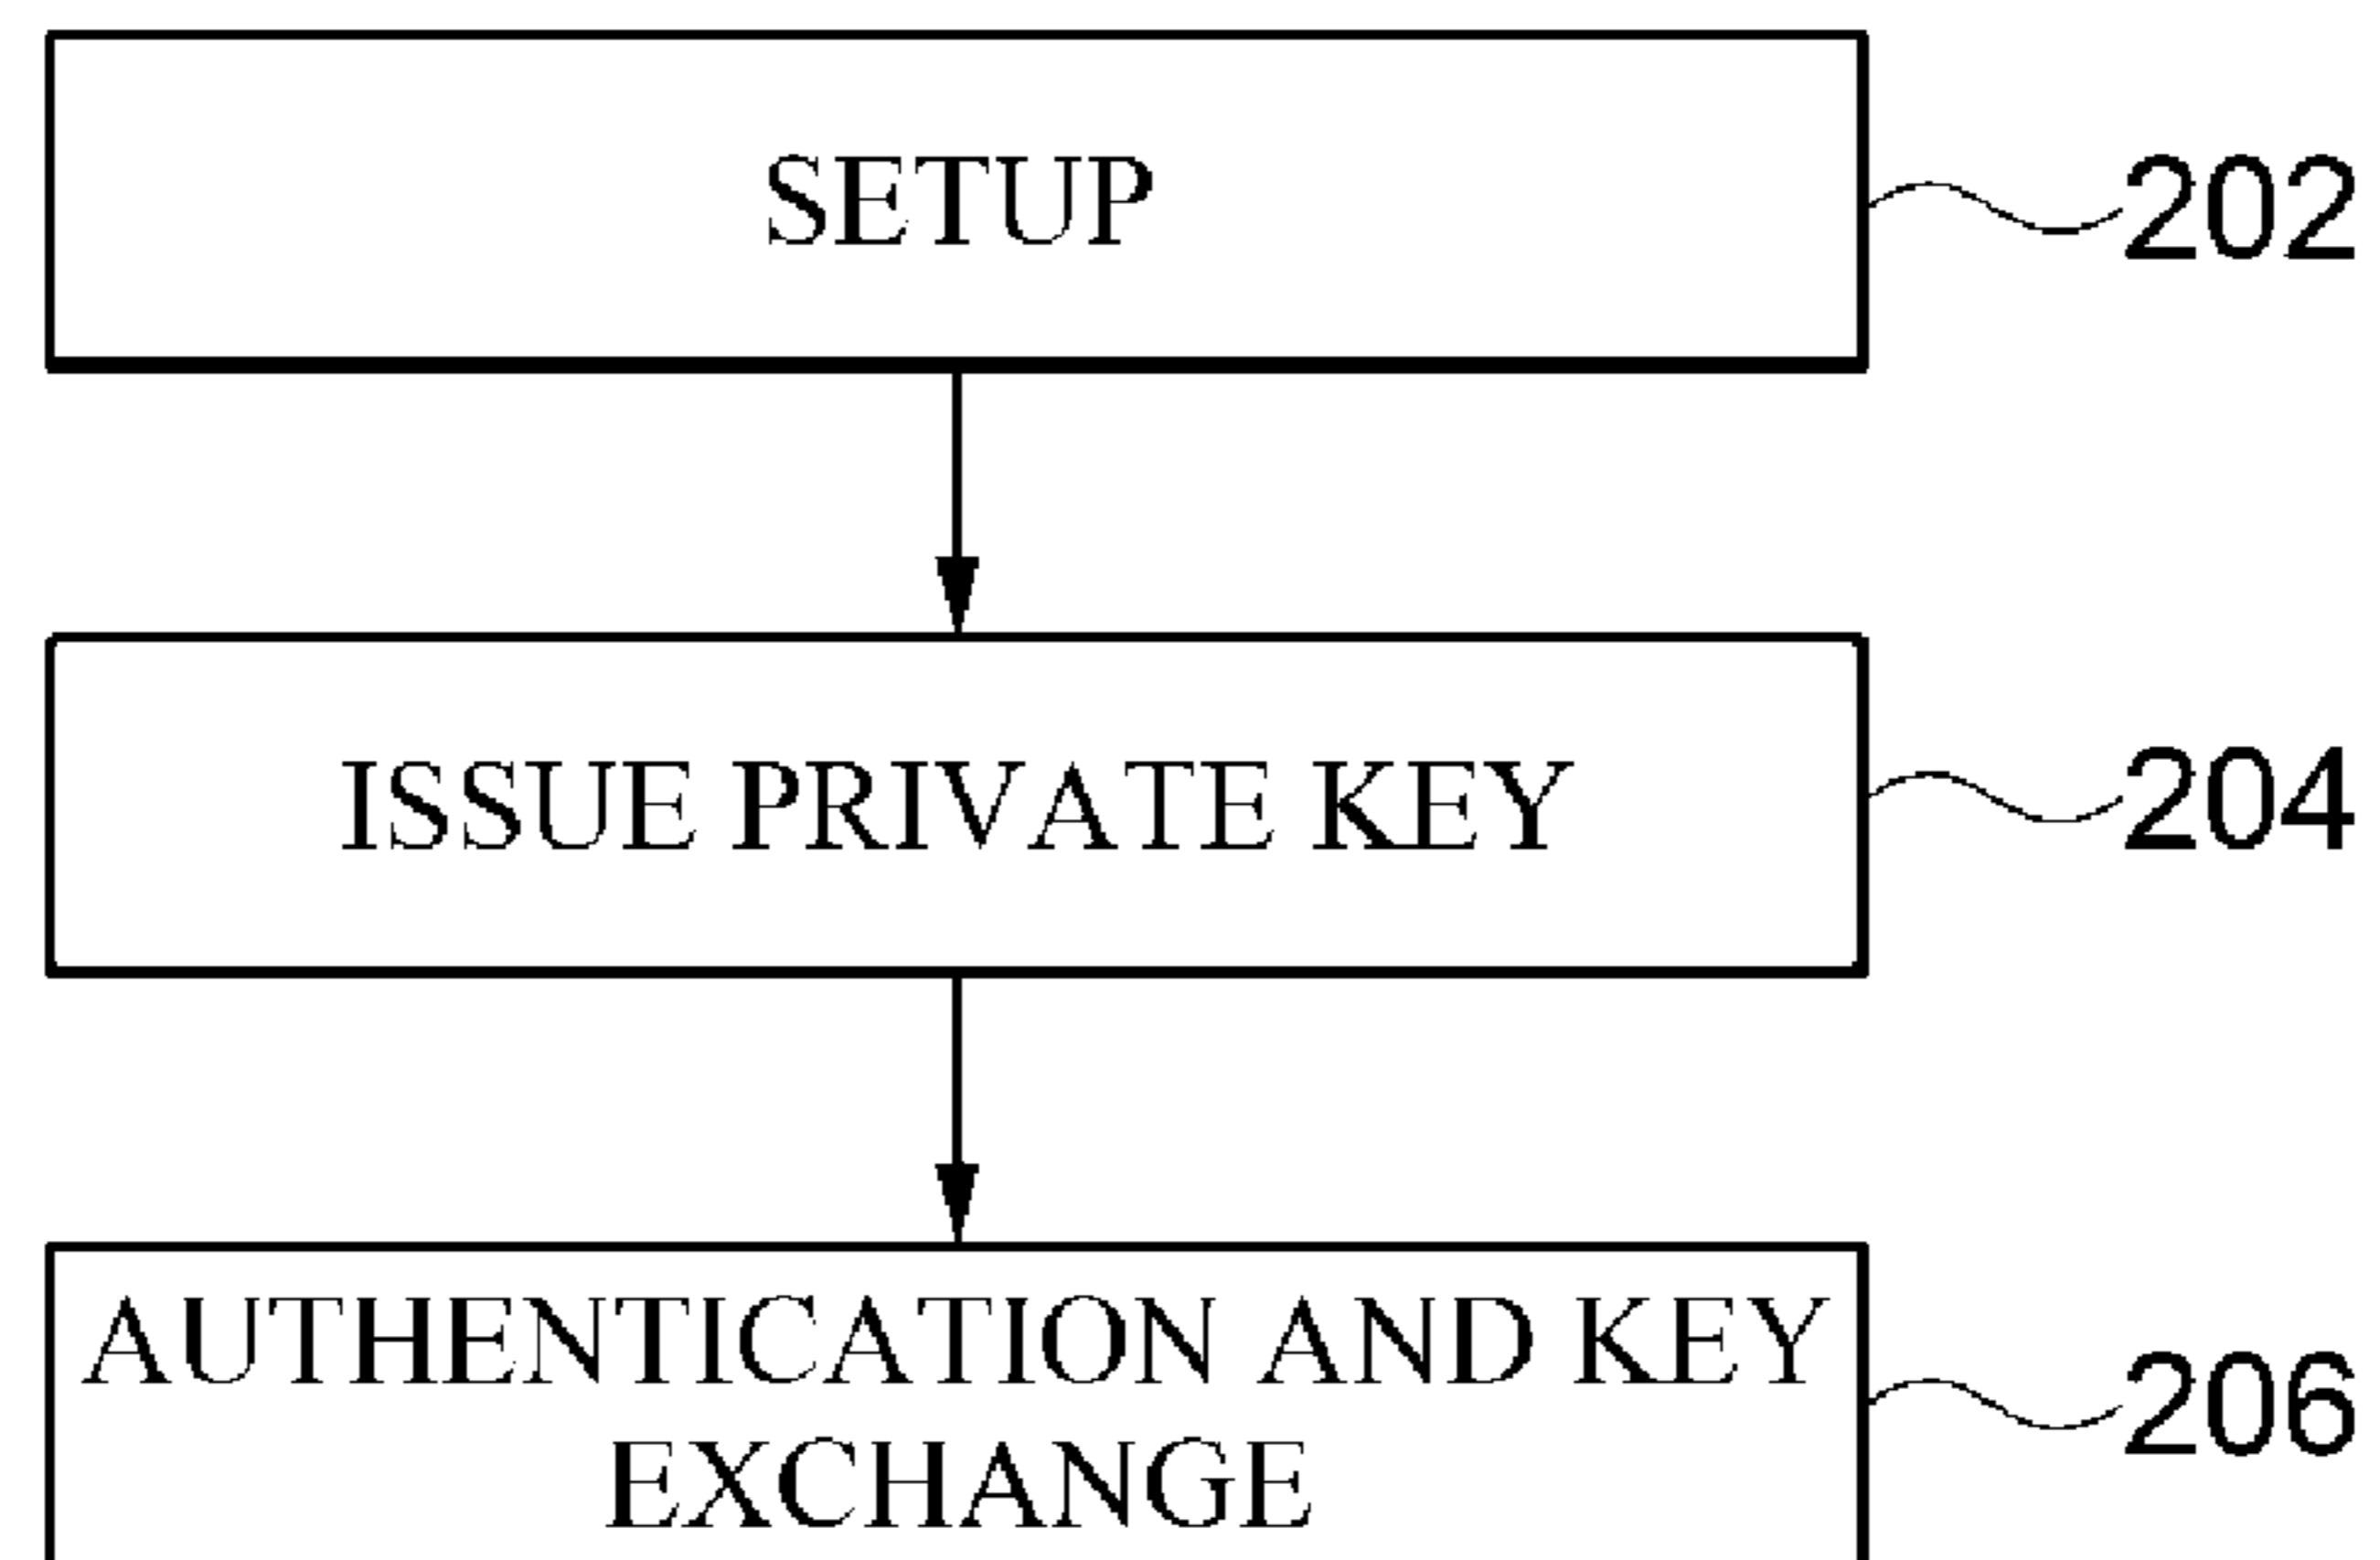 SETUP
202
ISSUE PRIVATE KEY
204
AUTHENTICATION AND KEY
EXCHANGE
206